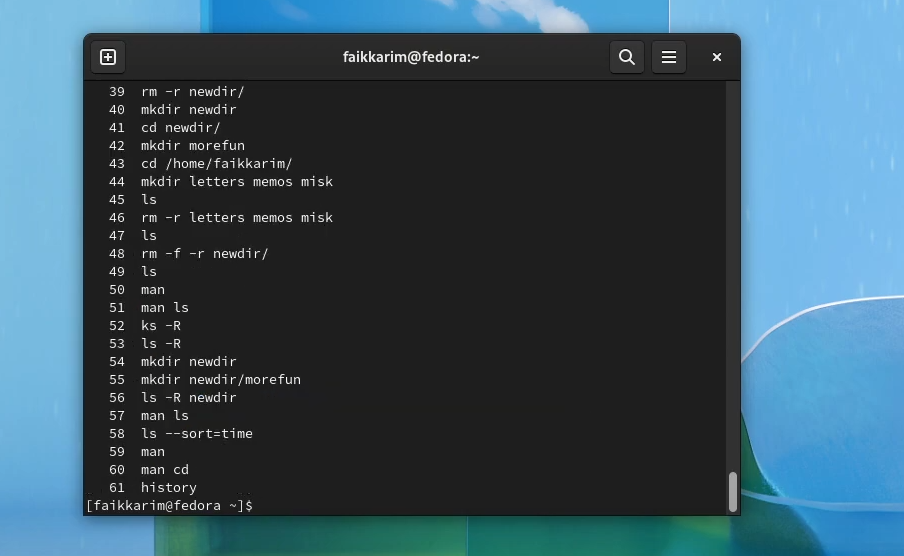 faikkarim@fedora:~
39 rm -r newdir/
40 mkdir newdir
41 cd newdir/
42 mkdir morefun
43 cd /home/faikkarim/
44 mkdir letters memos misk
45 ls
46 rm -r letters memos misk
47 ls
48 rm -f -r newdir/
49 ls
50 man
51 man ls
52 ks -R
53 ls -R
54 mkdir newdir
55 mkdir newdir/morefun
56 ls -R newdir
57 man ls
58 ls --sort=time
59 man
60 man cd
61 history
[faikkarim@fedora ~]$